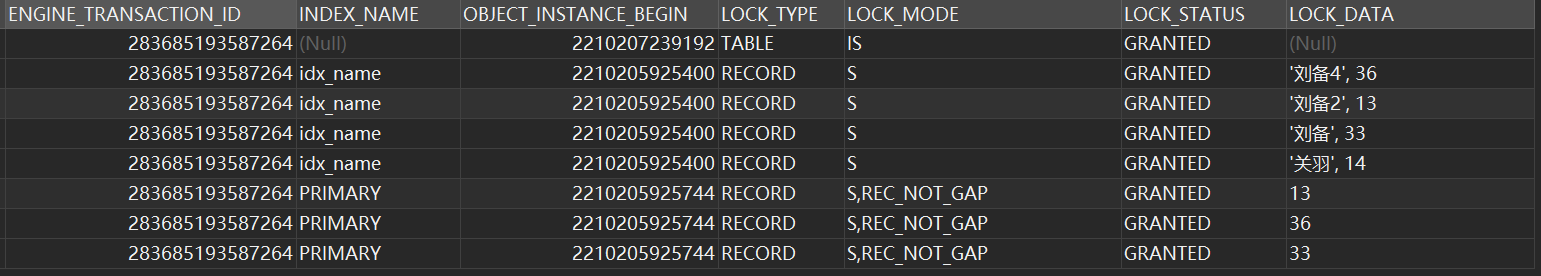 ENGINE_TRANSACTION_ID INDEX_NAME OBJECT_INSTANCE_BEGIN LOCK_TYPE LOCK_MODE LOCK_STATUS LOCK_DATA
283685193587264 (Null) 2210207239192 TABLE IS GRANTED (Null)
283685193587264 idx_name 2210205925400 RECORD S GRANTED '刘备4', 36
283685193587264 idx_name 2210205925400 RECORD S GRANTED '刘备2', 13
283685193587264 idx_name 2210205925400 RECORD S GRANTED '刘备', 33
283685193587264 idx_name 2210205925400 RECORD S GRANTED '关羽', 14
283685193587264 PRIMARY 2210205925744 RECORD S,REC_NOT_GAP GRANTED 13
283685193587264 PRIMARY 2210205925744 RECORD S,REC_NOT_GAP GRANTED 36
283685193587264 PRIMARY 2210205925744 RECORD S,REC_NOT_GAP GRANTED 33